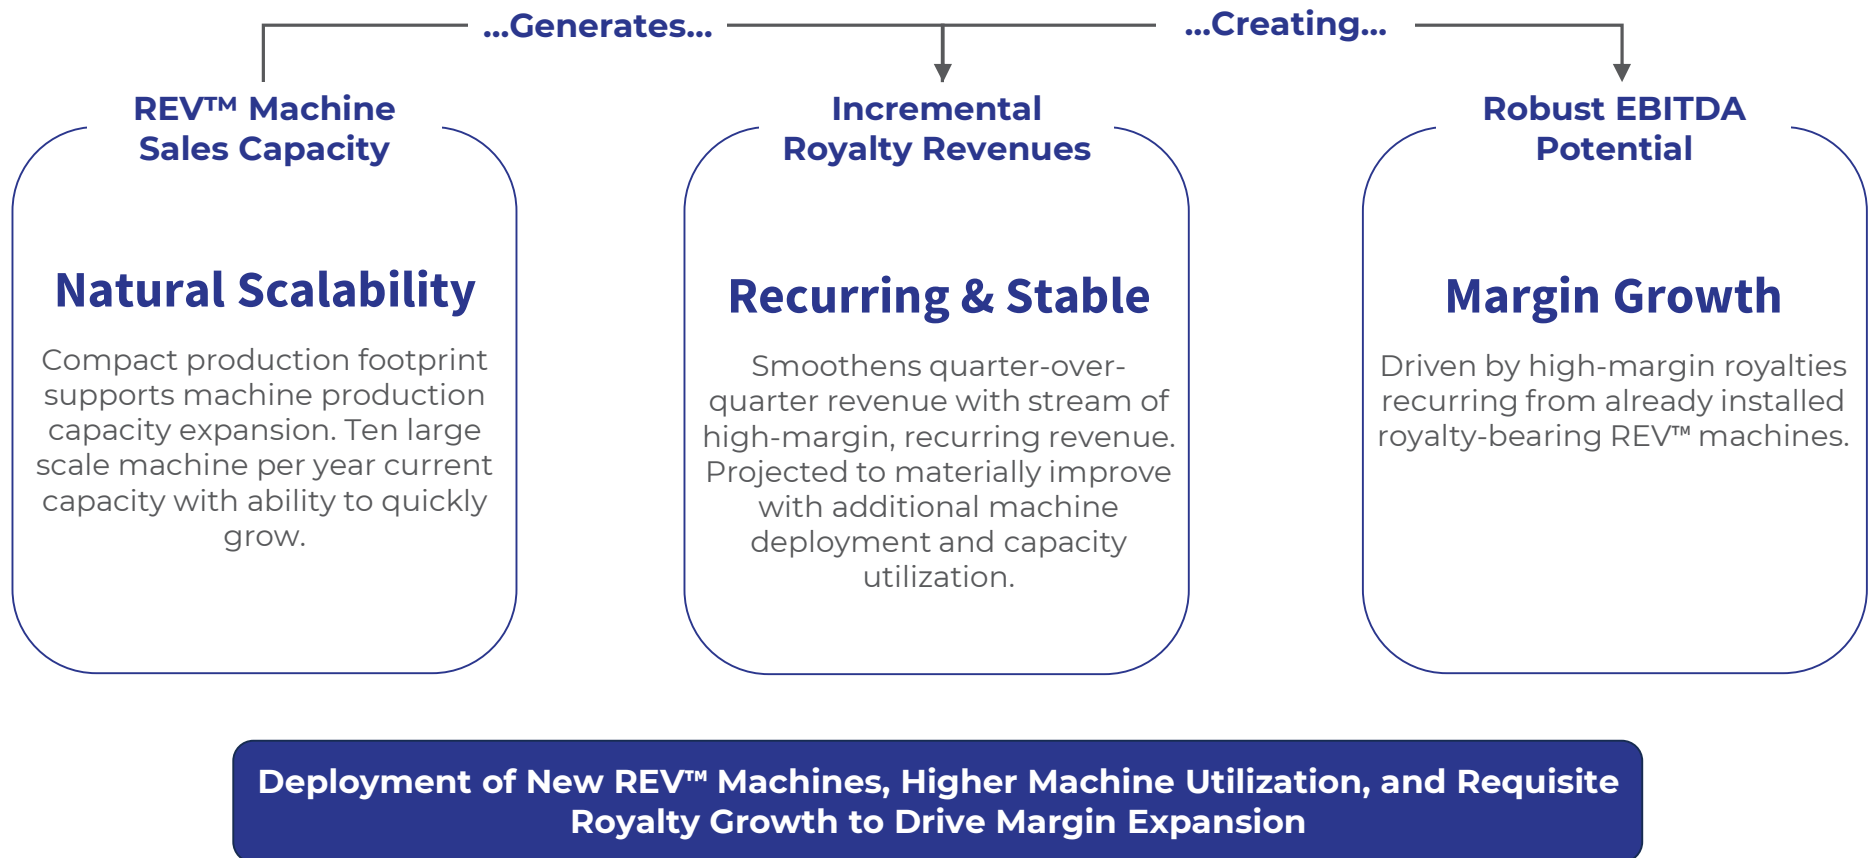 ...Generates...
...Creating...
REV™ Machine
Sales Capacity
Natural Scalability
Compact production footprint
supports machine production
capacity expansion. Ten large
scale machine per year current
capacity with ability to quickly
grow.
Incremental
Royalty Revenues
Recurring & Stable
Smoothens quarter-over-
quarter revenue with stream of
high-margin, recurring revenue.
Projected to materially improve
with additional machine
deployment and capacity
utilization.
Robust EBITDA
Potential
Margin Growth
Driven by high-margin royalties
recurring from already installed
royalty-bearing REV™ machines.
Deployment of New REV™ Machines, Higher Machine Utilization, and Requisite
Royalty Growth to Drive Margin Expansion